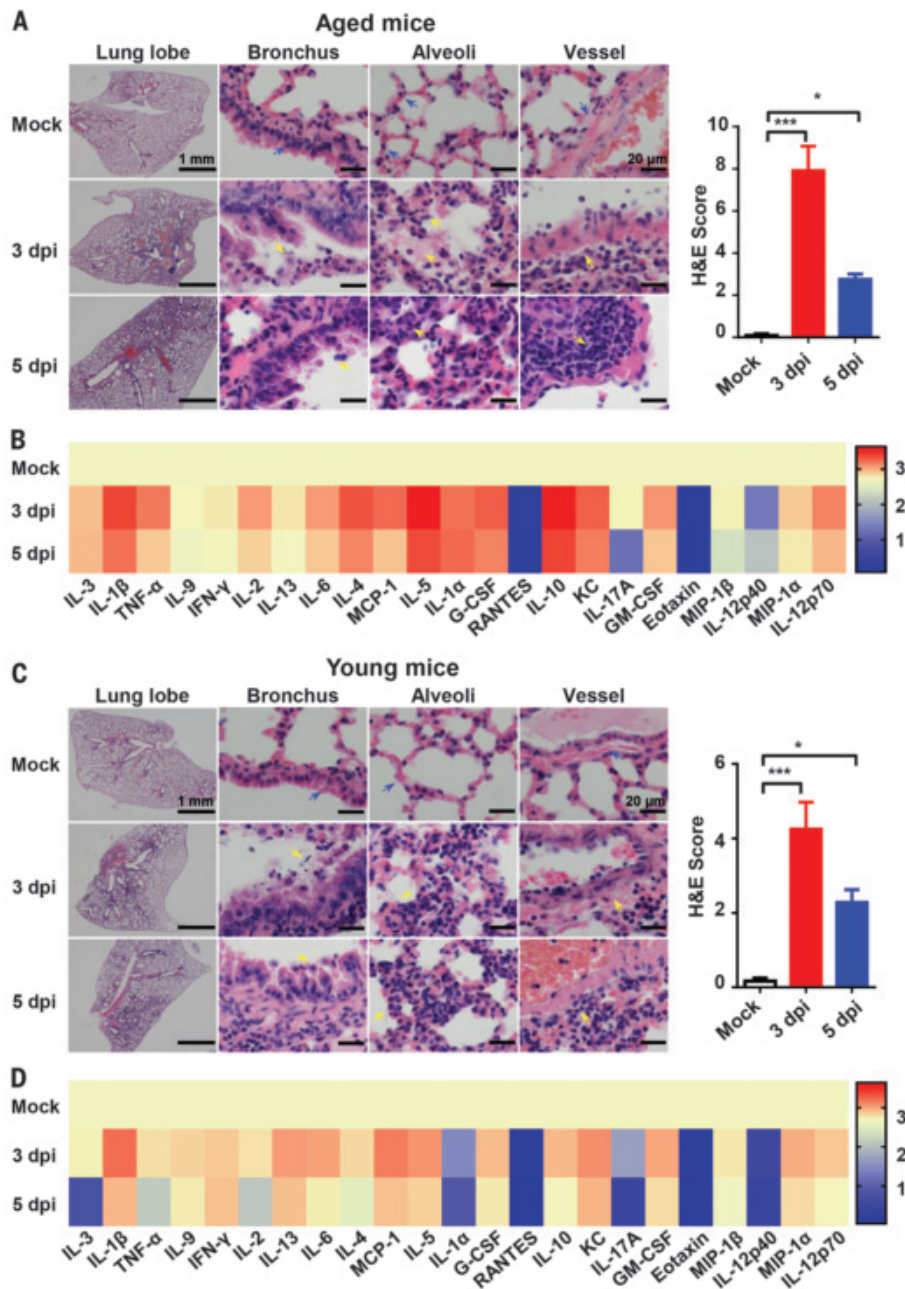 A
Aged mice
Lung lobe Bronchus Alveoli Vessel
Mock
1 mm
20 µm
3 dpi
5 dpi
* 
***
H&E Score
10
8
6
4
2
0
Mock
3 dpi
5 dpi
B
Mock
3 dpi
5 dpi
3
2
1
IL-3 IL-1β TNF-α IL-9 IFN-γ IL-2 IL-13 IL-6 IL-4 MCP-1 IL-5 IL-1α G-CSF RANTES IL-10 KC IL-17A GM-CSF Eotaxin MIP-1β IL-12p40 MIP-1α IL-12p70
C
Young mice
Lung lobe Bronchus Alveoli Vessel
Mock
1 mm
20 µm
3 dpi
5 dpi
*
***
H&E Score
6
4
2
0
Mock
3 dpi
5 dpi
D
Mock
3 dpi
5 dpi
3
2
1
IL-3 IL-1β TNF-α IL-9 IFN-γ IL-2 IL-13 IL-6 IL-4 MCP-1 IL-5 IL-1α G-CSF RANTES IL-10 KC IL-17A GM-CSF Eotaxin MIP-1β IL-12p40 MIP-1α IL-12p70